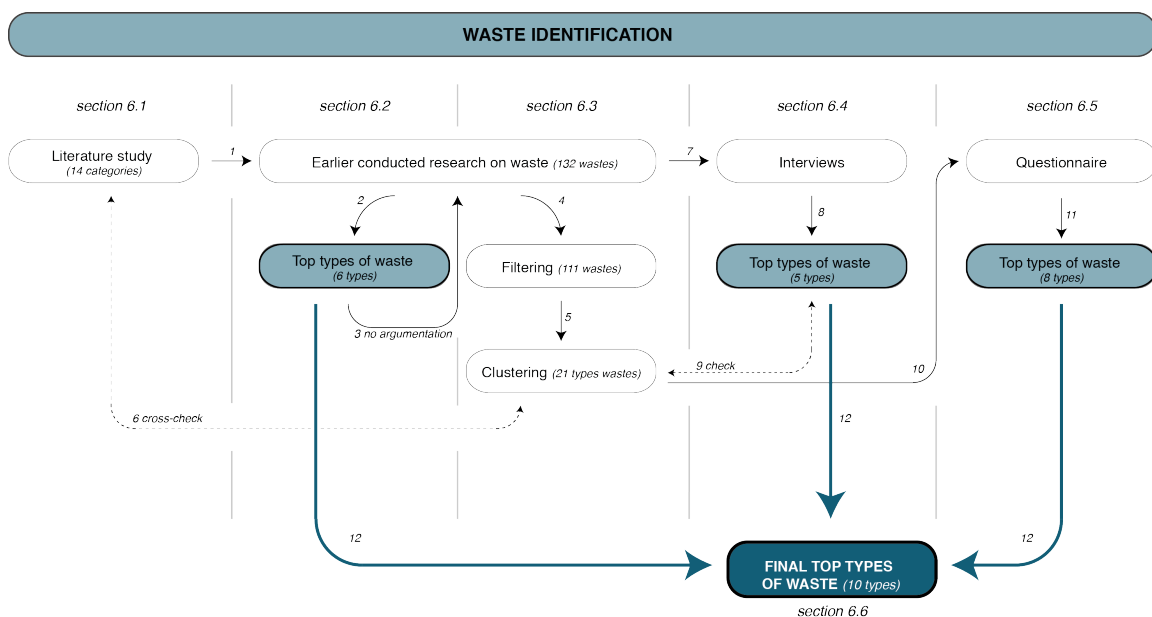 WASTE IDENTIFICATION
section 6.1
section 6.2
section 6.3
section 6.4
section 6.5
Literature study
(14 categories)
1
Earlier conducted research on waste (132 wastes)
7
Interviews
Questionnaire
2
4
8
11
Top types of waste
(6 types)
Filtering (111 wastes)
Top types of waste
(5 types)
Top types of waste
(8 types)
3 no argumentation
5
Clustering (21 types wastes)
9 check
10
6 cross-check
12
12
12
FINAL TOP TYPES
OF WASTE (10 types)
section 6.6